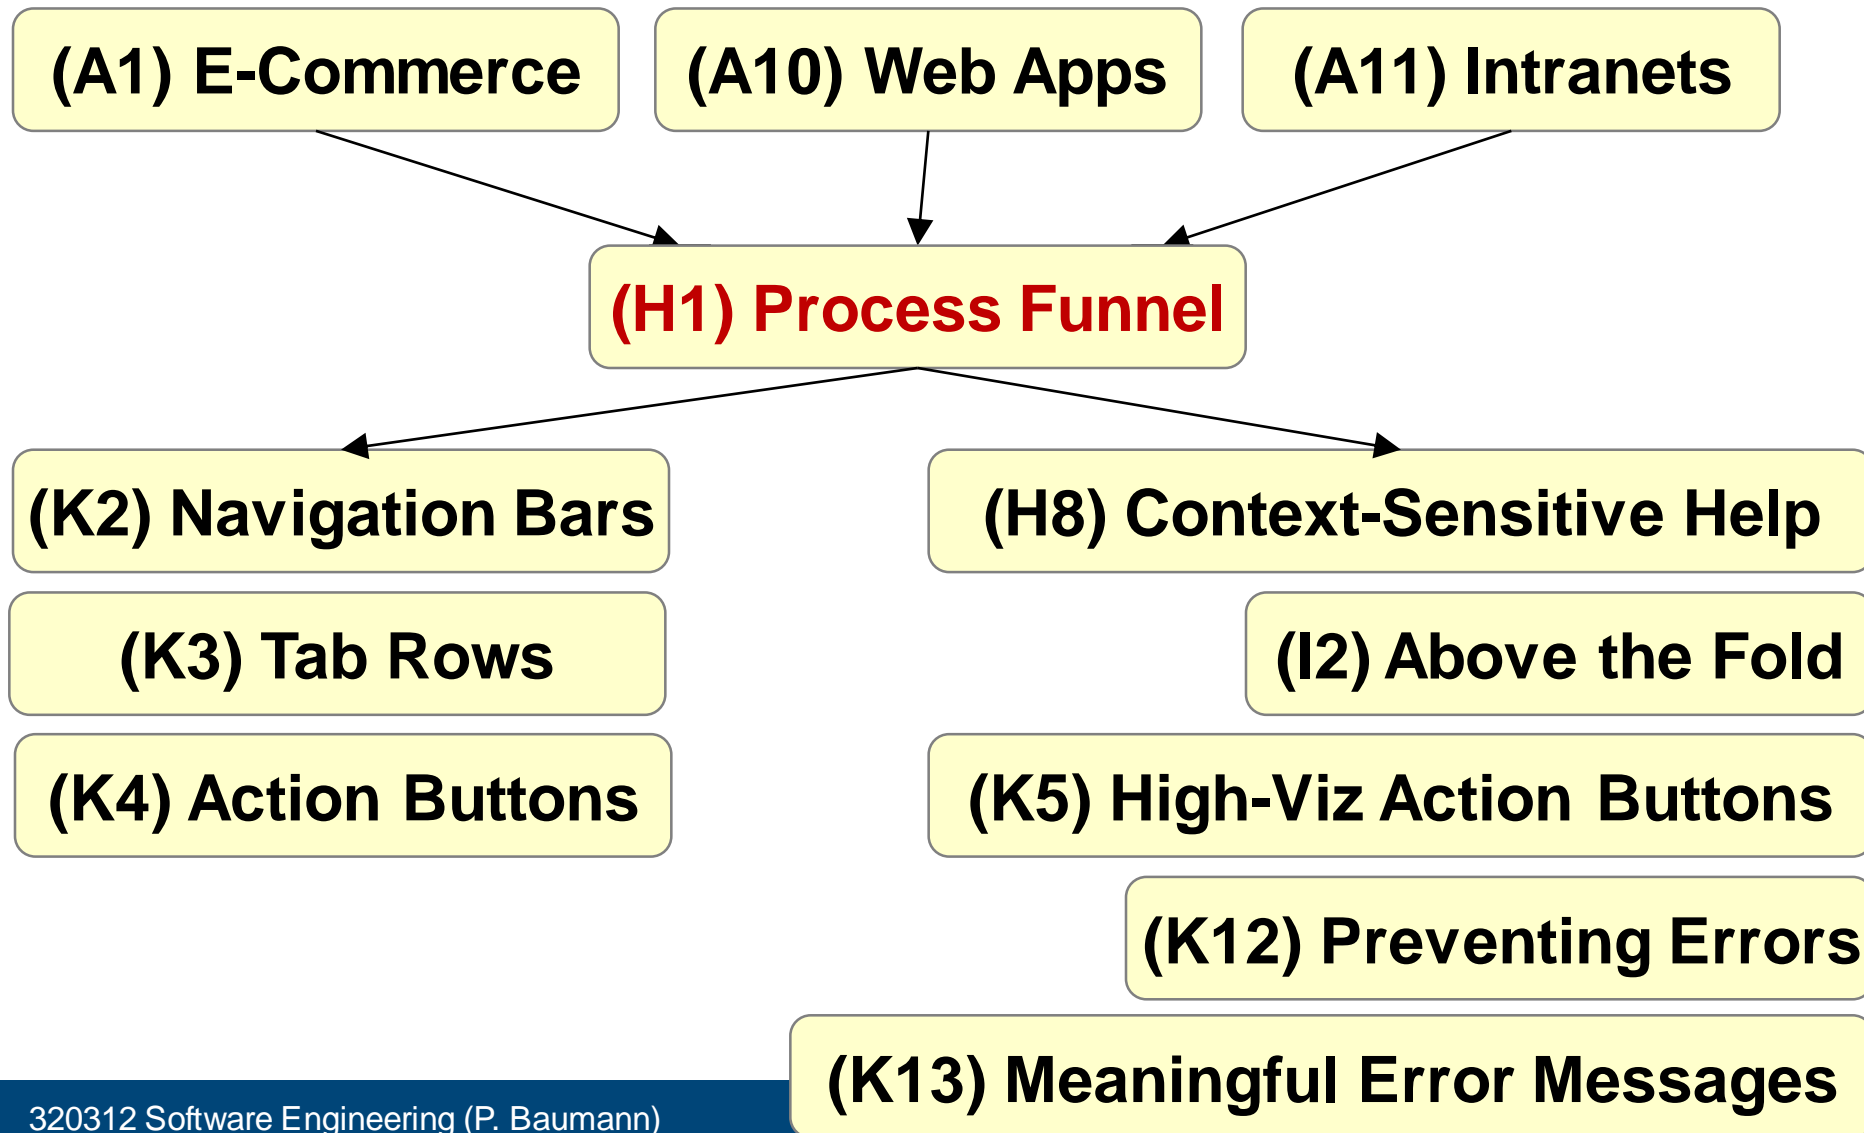 (A1) E-Commerce
(A10) Web Apps
(A11) Intranets
(H1) Process Funnel
(K2) Navigation Bars
(H8) Context-Sensitive Help
(K3) Tab Rows
(I2) Above the Fold
(K4) Action Buttons
(K5) High-Viz Action Buttons
(K12) Preventing Errors
(K13) Meaningful Error Messages
320312 Software Engineering (P. Baumann)